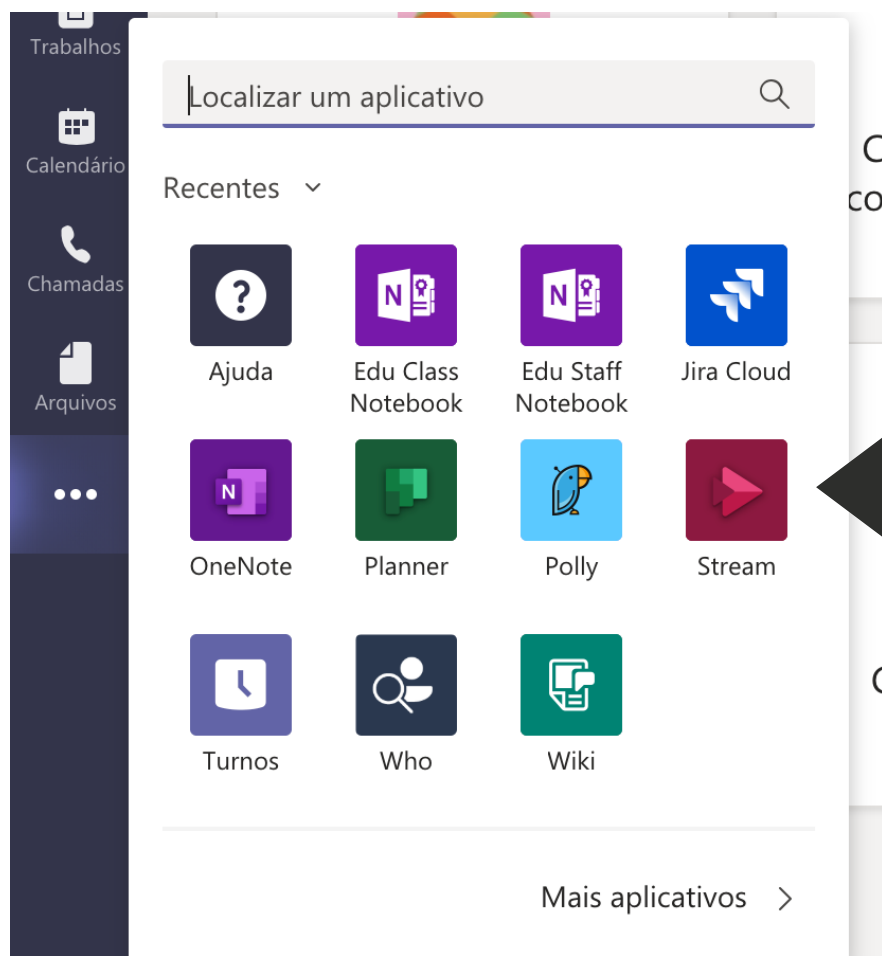 Trabalhos
Calendário
Chamadas
Arquivos
Localizar um aplicativo
Recentes
Ajuda
Edu Class
Notebook
Edu Staff
Notebook
Jira Cloud
OneNote
Planner
Polly
Stream
Turnos
Who
Wiki
Mais aplicativos